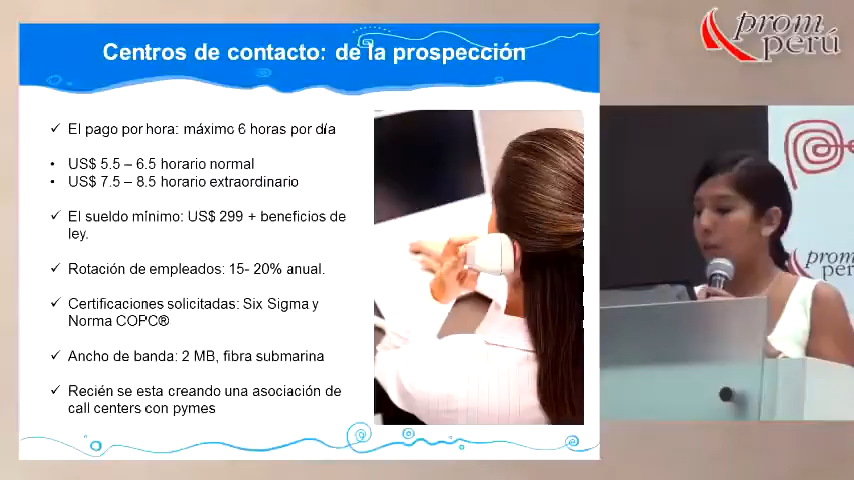 Centros de contacto: de la prospección
prom
perú
✓ El pago por hora: máximo 6 horas por día
• US$ 5.5 – 6.5 horario normal
• US$ 7.5 – 8.5 horario extraordinario
✓ El sueldo mínimo: US$ 299 + beneficios de
ley.
✓ Rotación de empleados: 15- 20% anual.
✓ Certificaciones solicitadas: Six Sigma y
Norma COPC®
✓ Ancho de banda: 2 MB, fibra submarina
✓ Recién se esta creando una asociación de
call centers con pymes
prom
per